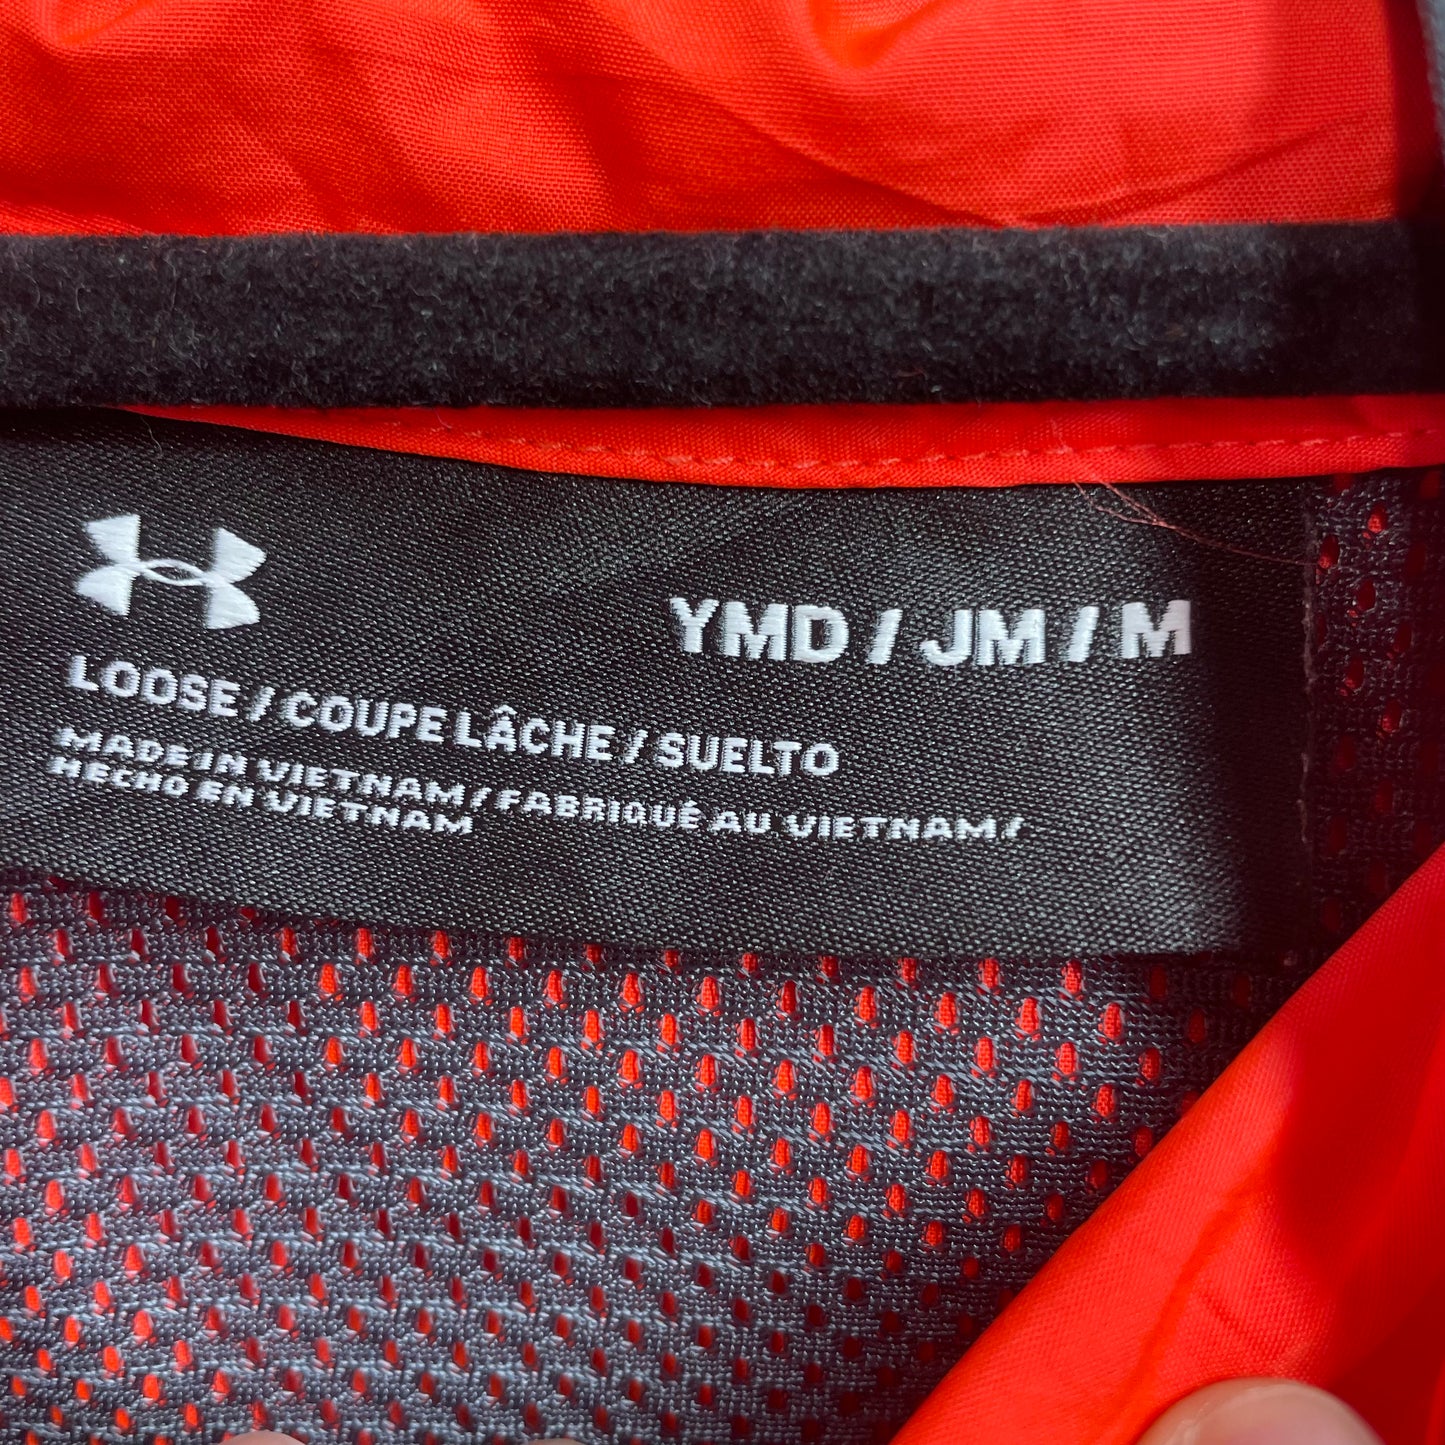 YMD / JM / M
LOOSE / COUPE LÂCHE / SUELTO
MADE IN VIETNAM / FABRIQUÉ AU VIETNAM /
HECHO EN VIETNAM